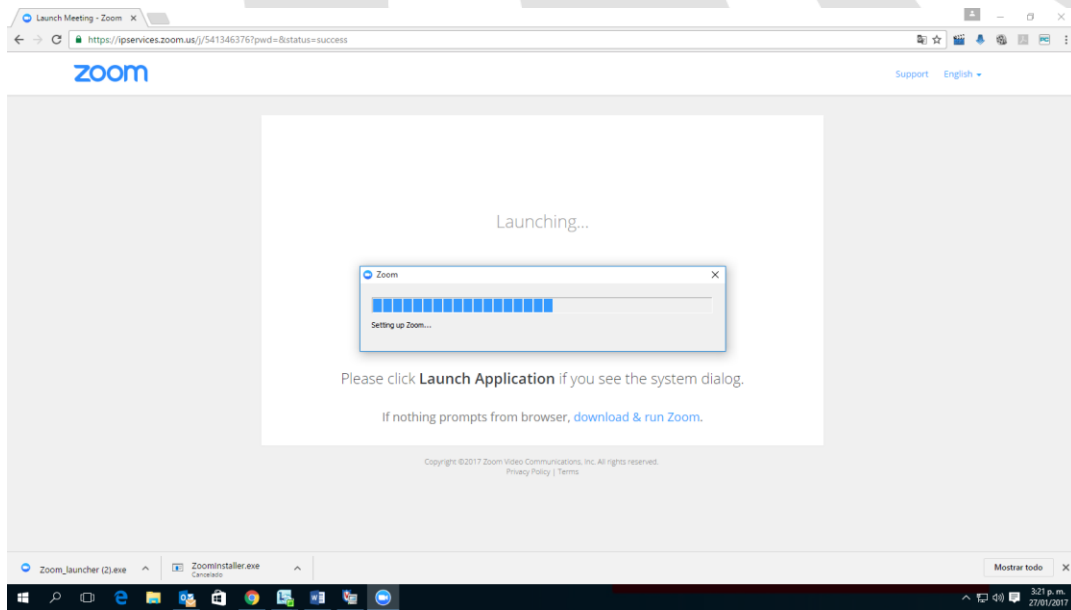 Launch Meeting - Zoom
https://ipservices.zoom.us/j/541346376?pwd=&status=success
zoom
Support English
Launching...
Zoom
Setting up Zoom...
Please click Launch Application if you see the system dialog.
If nothing prompts from browser, download & run Zoom.
Copyright ©2017 Zoom Video Communications, Inc. All rights reserved.
Privacy Policy | Terms
Zoom_launcher (2).exe
ZoomInstaller.exe
Cancelado
Mostrar todo
3:21 p. m.
27/01/2017